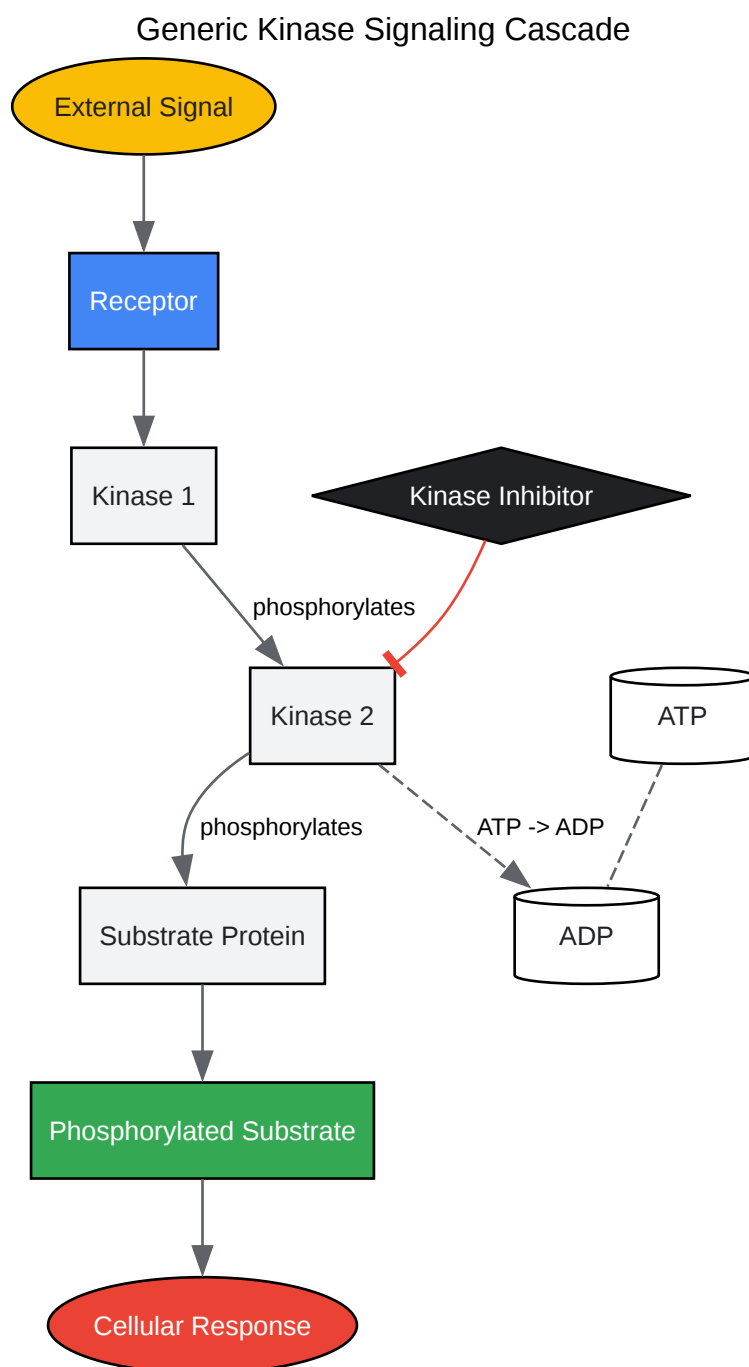 Generic Kinase Signaling Cascade
External Signal
Receptor
Kinase 1
Kinase Inhibitor
phosphorylates
Kinase 2
ATP
phosphorylates
ATP -> ADP
Substrate Protein
ADP
Phosphorylated Substrate
Cellular Response